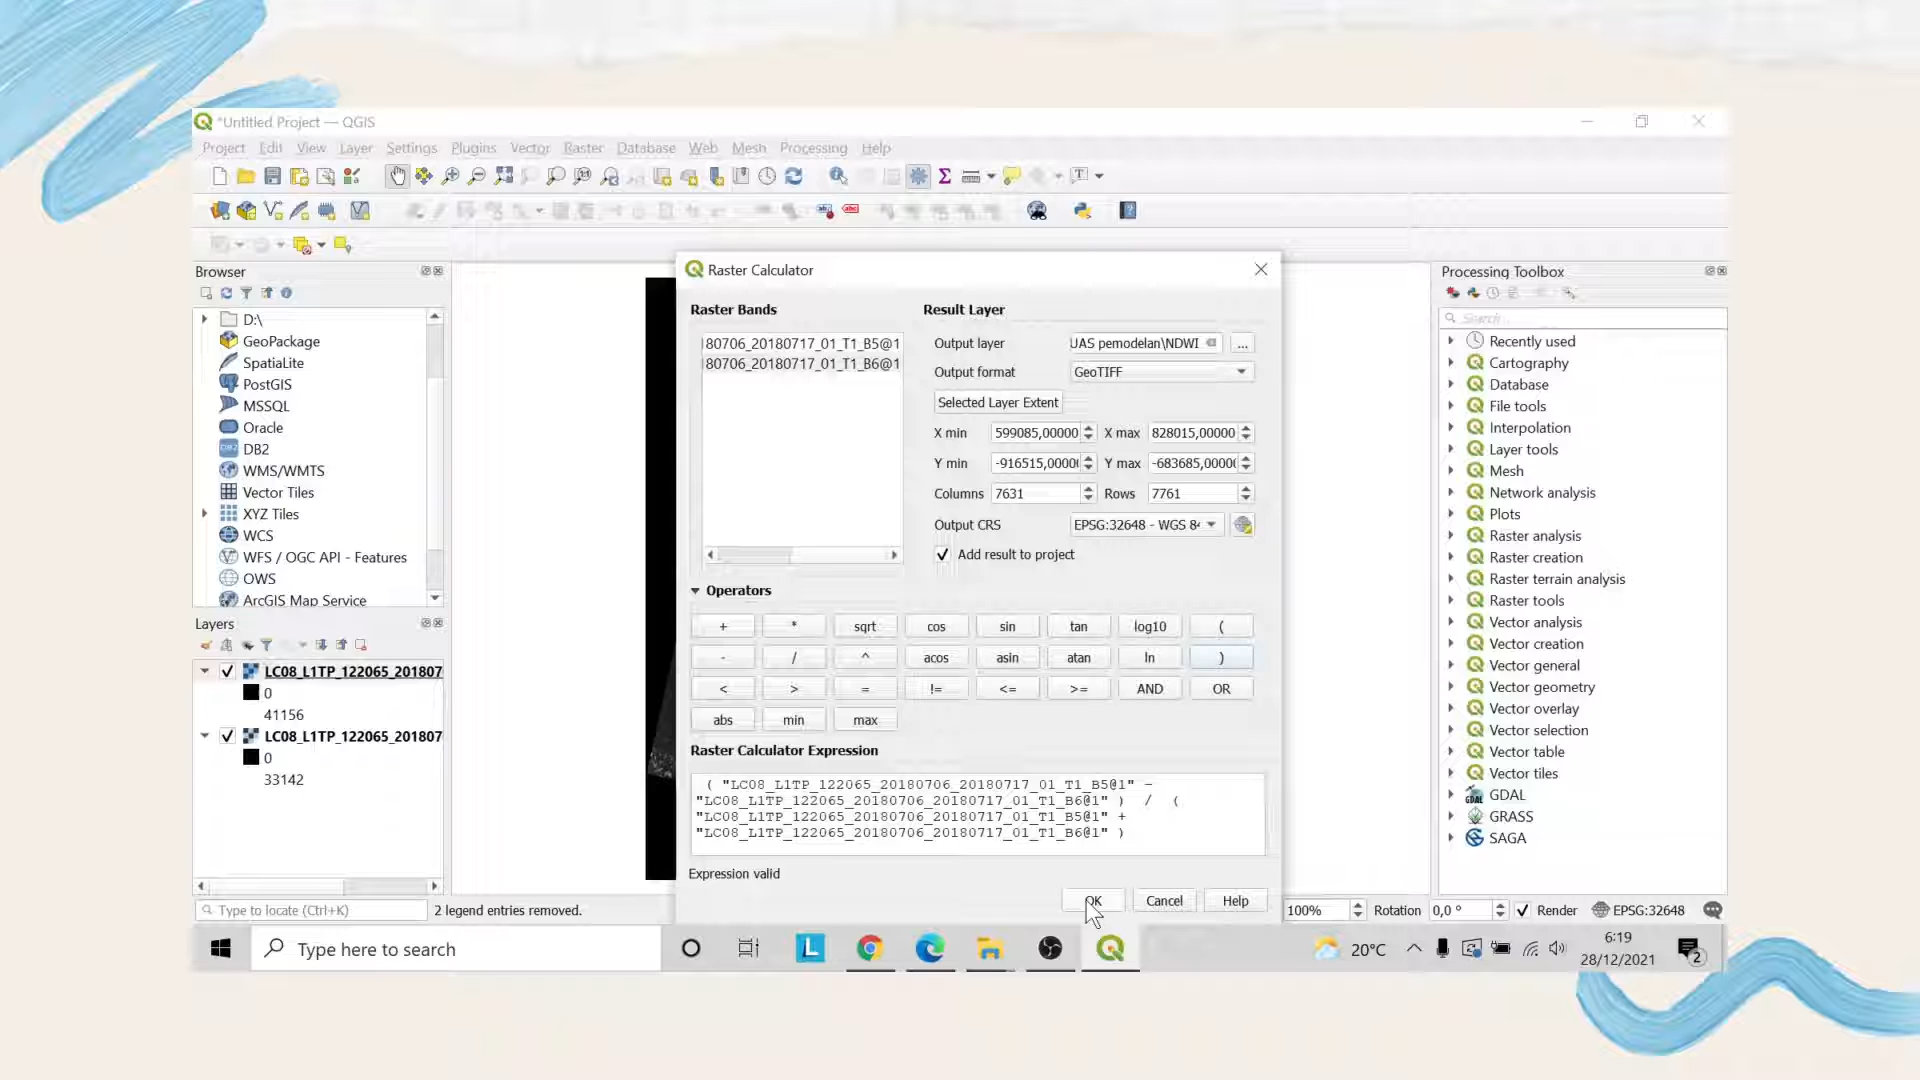 *Untitled Project — QGIS
Project Edit View Layer Settings Plugins Vector Raster Database Web Mesh Processing Help
Browser
D:\
GeoPackage
SpatiaLite
PostGIS
MSSQL
Oracle
DB2
WMS/WMTS
Vector Tiles
XYZ Tiles
WCS
WFS / OGC API - Features
OWS
ArcGIS Map Service
Layers
LC08_L1TP_122065_201807
0
41156
LC08_L1TP_122065_201807
0
33142
Type to locate (Ctrl+K)
2 legend entries removed.
Raster Calculator
Raster Bands
80706_20180717_01_T1_B5@1
80706_20180717_01_T1_B6@1
Result Layer
Output layer UAS pemodelan\NDWI ...
Output format GeoTIFF
Selected Layer Extent
X min 599085,00000 X max 828015,00000
Y min -916515,0000 Y max -683685,0000
Columns 7631 Rows 7761
Output CRS EPSG:32648 - WGS 84
Add result to project
Operators
+ * sqrt cos sin tan log10 (
- / ^ acos asin atan ln )
< > = != <= >= AND OR
abs min max
Raster Calculator Expression
( "LC08_L1TP_122065_20180706_20180717_01_T1_B5@1" -
"LC08_L1TP_122065_20180706_20180717_01_T1_B6@1" ) / (
"LC08_L1TP_122065_20180706_20180717_01_T1_B5@1" +
"LC08_L1TP_122065_20180706_20180717_01_T1_B6@1" )
Expression valid
OK Cancel Help
Processing Toolbox
Search...
Recently used
Cartography
Database
File tools
Interpolation
Layer tools
Mesh
Network analysis
Plots
Raster analysis
Raster creation
Raster terrain analysis
Raster tools
Vector analysis
Vector creation
Vector general
Vector geometry
Vector overlay
Vector selection
Vector table
Vector tiles
GDAL
GRASS
SAGA
100% Rotation 0,0 ° Render EPSG:32648
Type here to search
L
20°C
6:19
28/12/2021
2